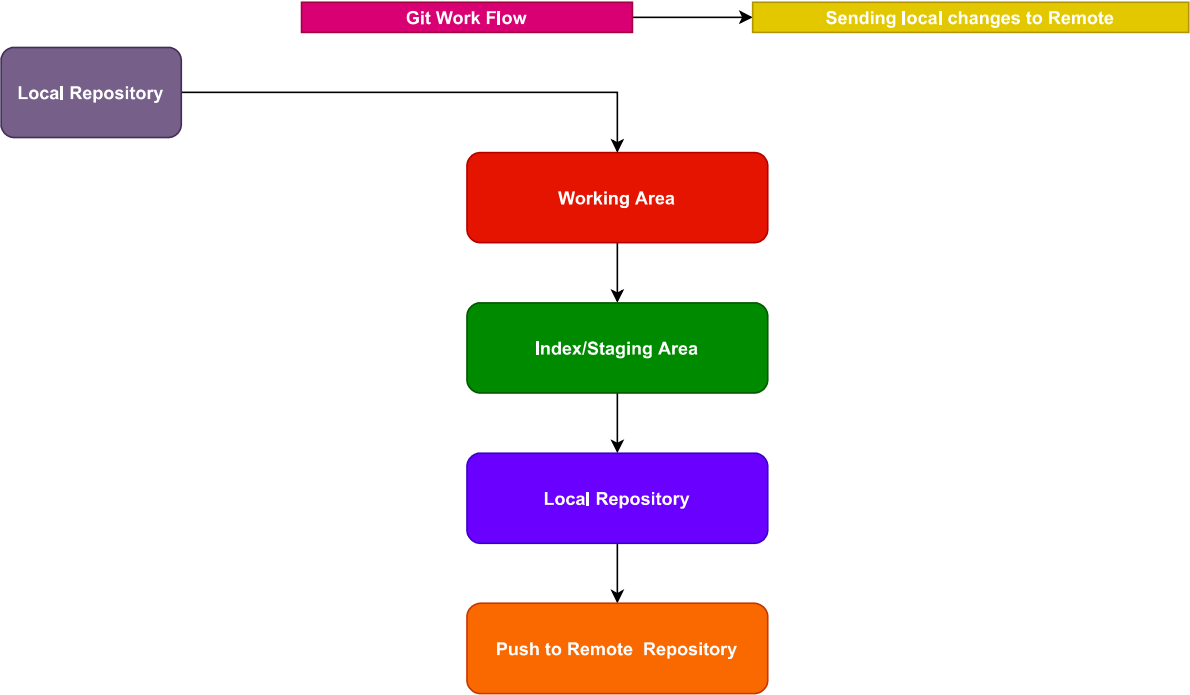 Git Work Flow
Sending local changes to Remote
Local Repository
Working Area
Index/Staging Area
Local Repository
Push to Remote  Repository